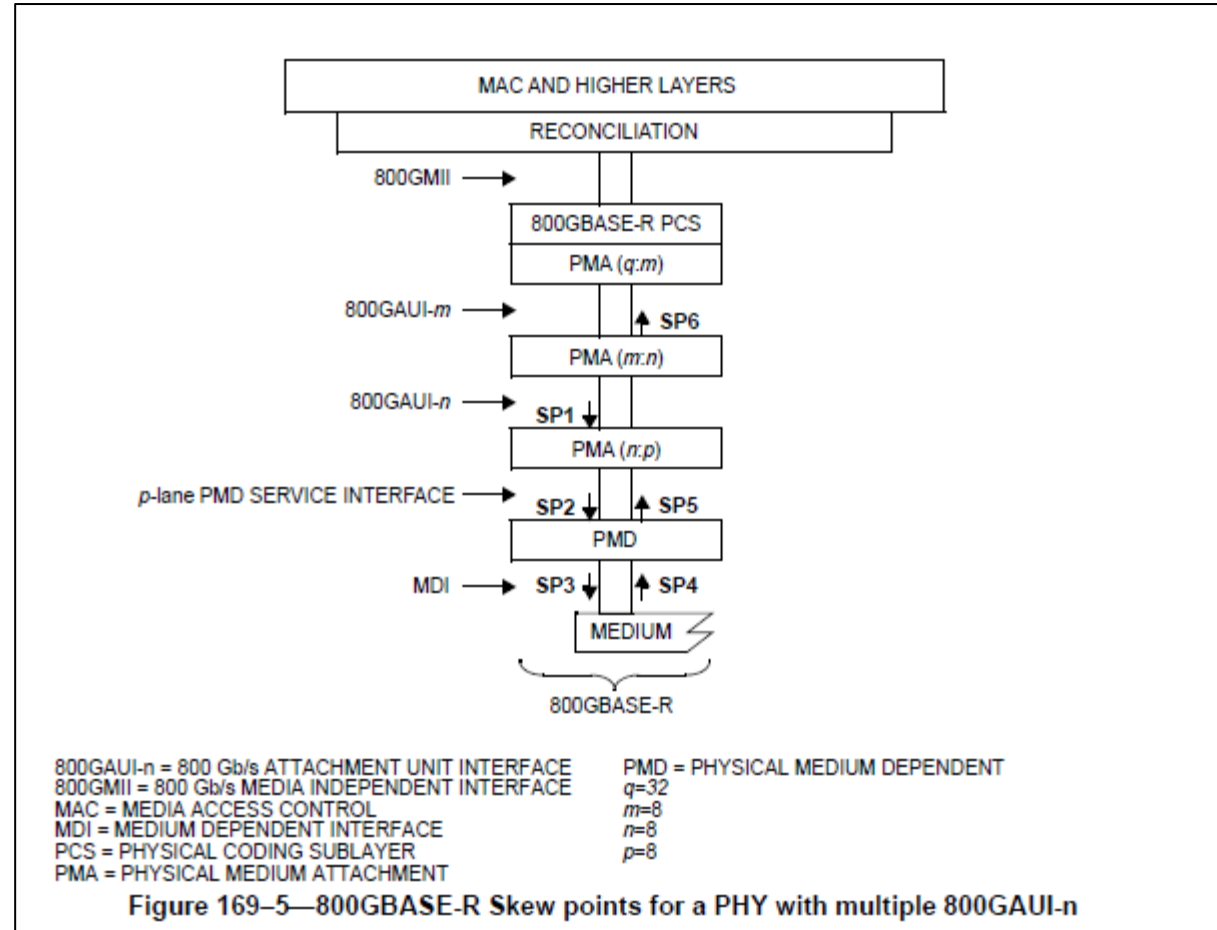 MAC AND HIGHER LAYERS
RECONCILIATION
800GMII
800GBASE-R PCS
PMA (q:m)
800GAUI-m
SP6
PMA (m:n)
800GAUI-n
SP1
PMA (n:p)
p-lane PMD SERVICE INTERFACE
SP2 SP5
PMD
MDI SP3 SP4
MEDIUM
800GBASE-R
800GAUI-n = 800 Gb/s ATTACHMENT UNIT INTERFACE
800GMII = 800 Gb/s MEDIA INDEPENDENT INTERFACE
MAC = MEDIA ACCESS CONTROL
MDI = MEDIUM DEPENDENT INTERFACE
PCS = PHYSICAL CODING SUBLAYER
PMA = PHYSICAL MEDIUM ATTACHMENT
PMD = PHYSICAL MEDIUM DEPENDENT
q=32
m=8
n=8
p=8
Figure 169–5—800GBASE-R Skew points for a PHY with multiple 800GAUI-n